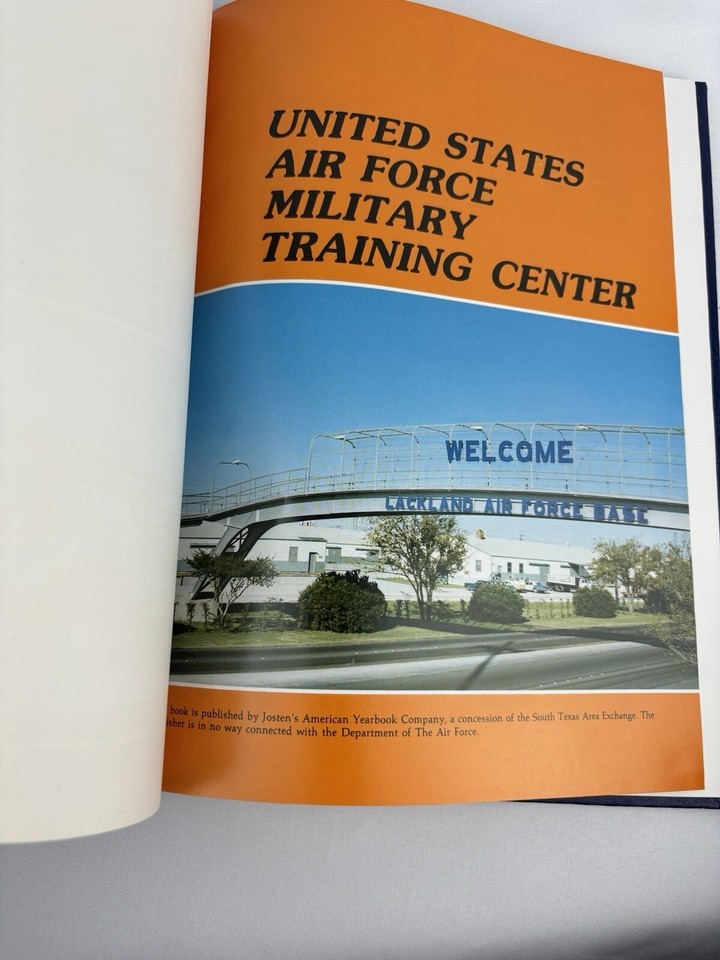 UNITED STATES
AIR FORCE
MILITARY
TRAINING CENTER
WELCOME
LACKLAND AIR FORCE BASE
book is published by Josten's American Yearbook Company, a concession of the South Texas Area Exchange. The
is in no way connected with the Department of The Air Force.